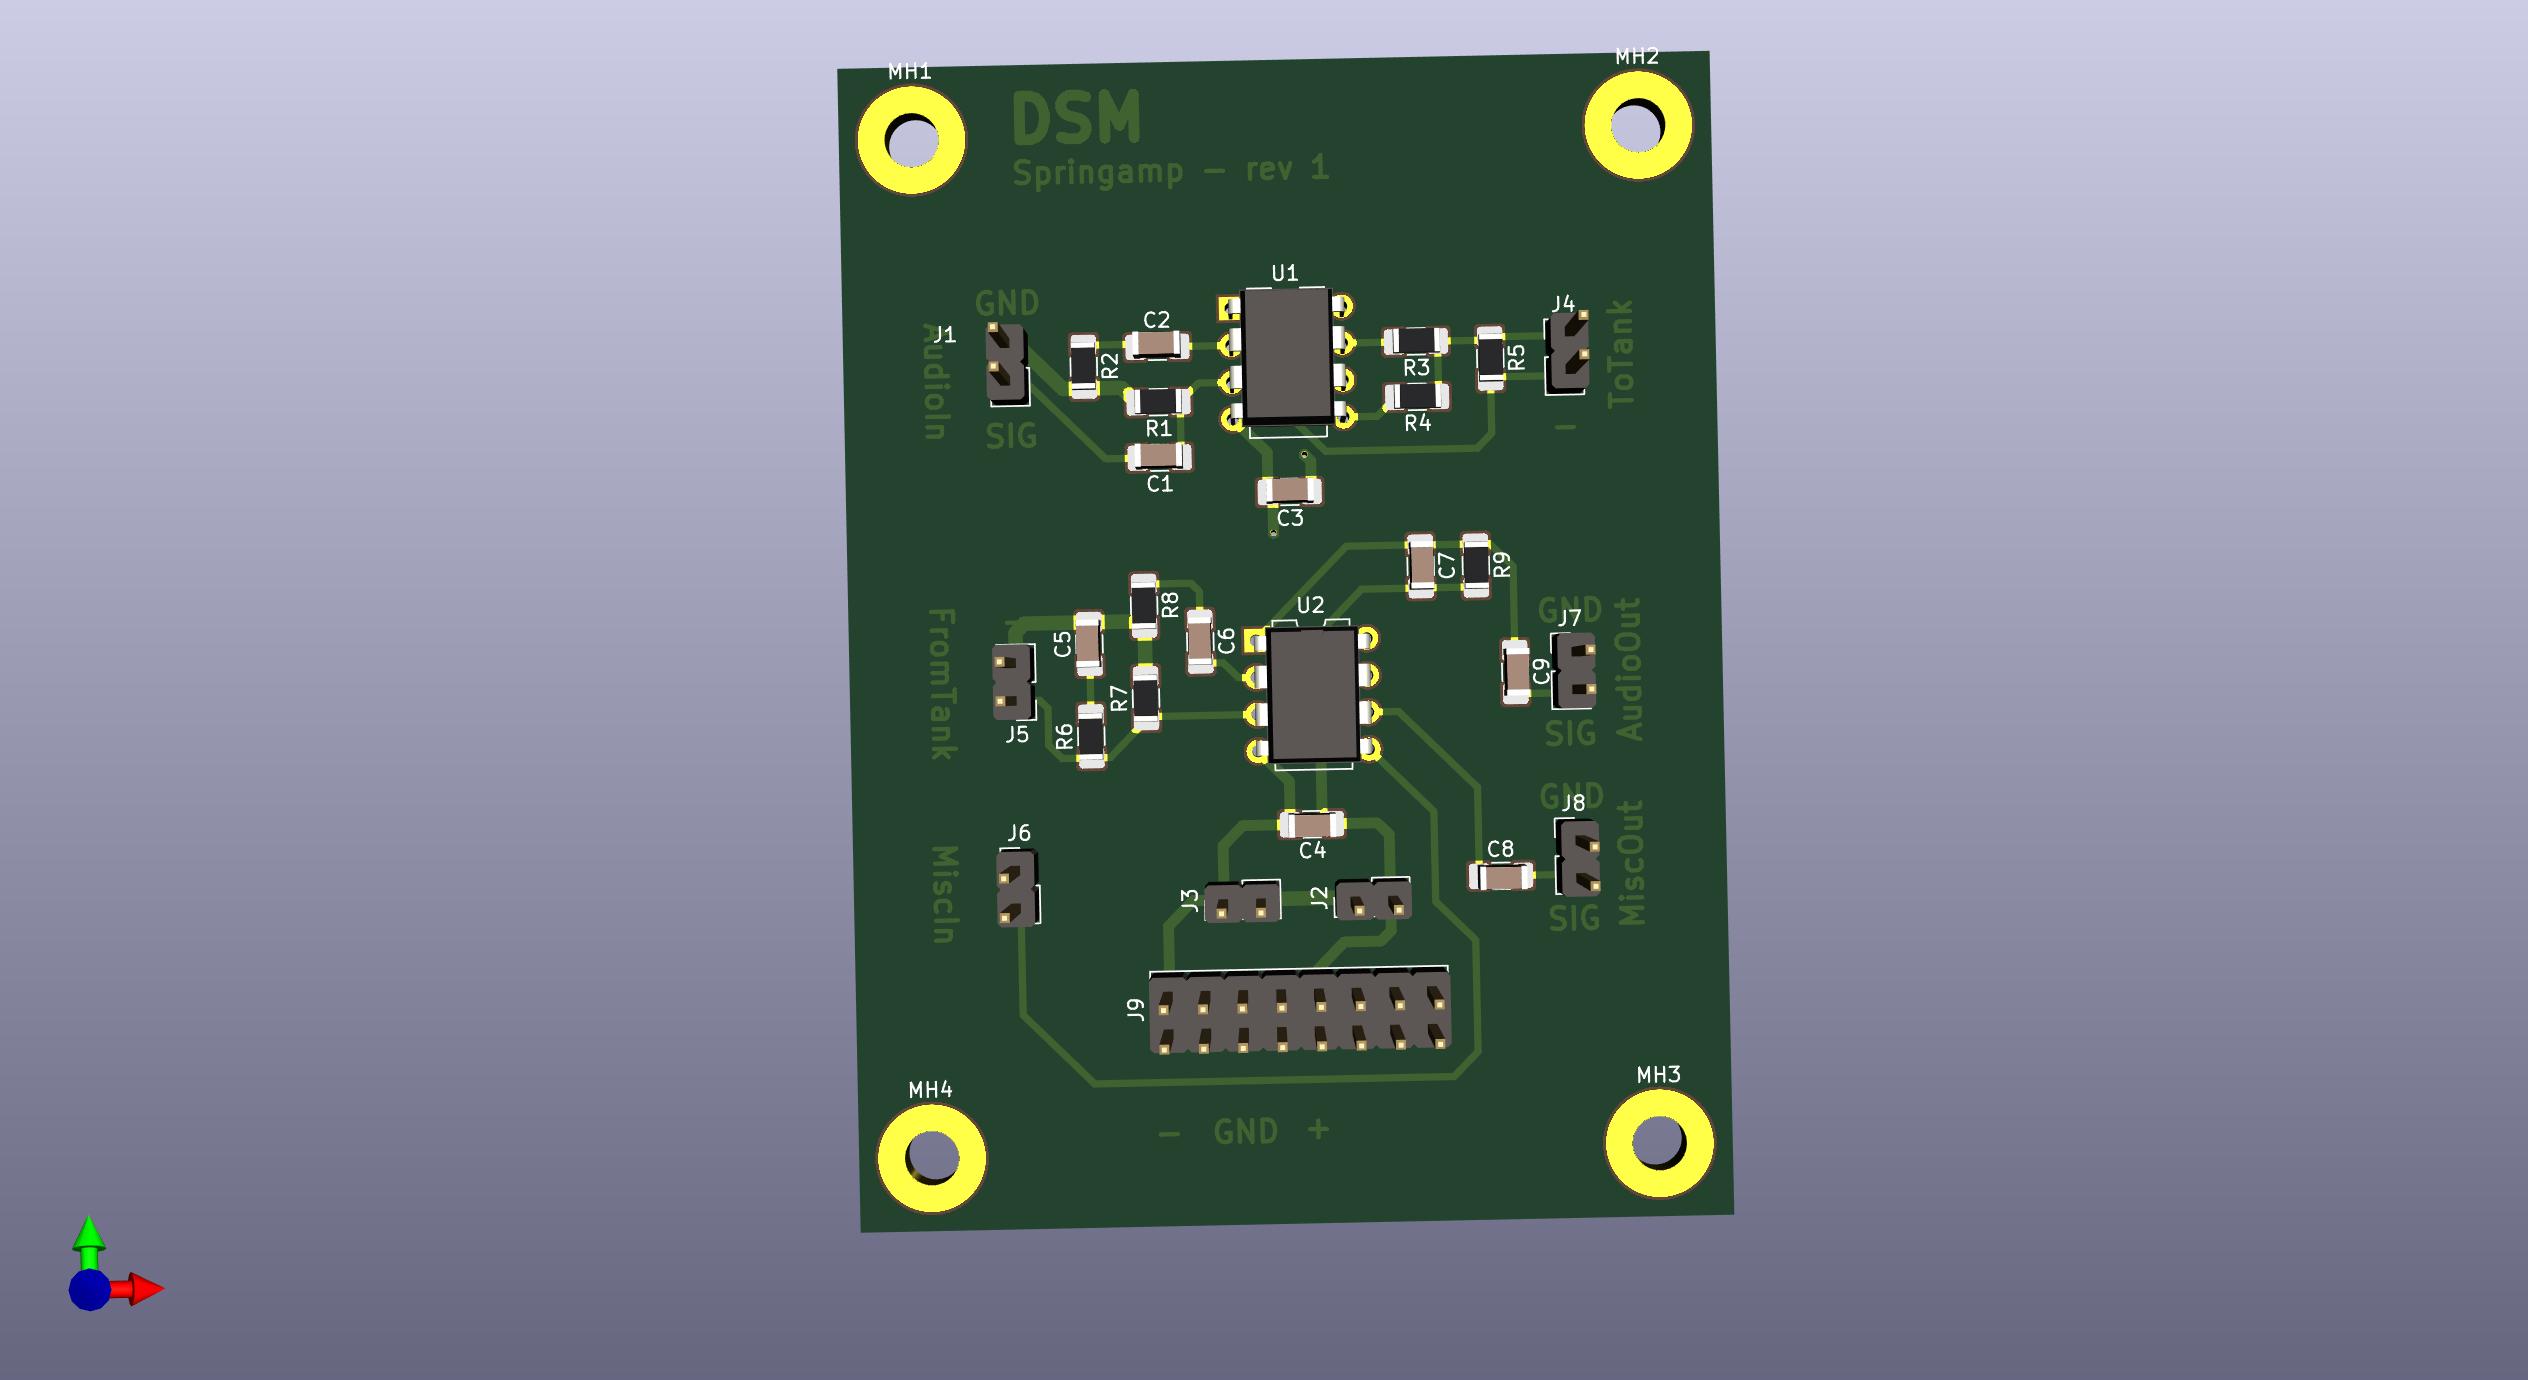 MH1
MH2
DSM
Springamp - rev 1
U1
GND
J1
AudioIn
SIG
C2
R2
R1
C1
R3
R4
R5
J4
ToTank
-
C3
C7
R9
R8
C5
C6
U2
GND
J7
AudioOut
C9
SIG
-
FromTank
J5
R7
R6
GND
J8
MiscOut
C8
SIG
J6
MiscIn
C4
J3
J2
J9
MH4
MH3
- GND +